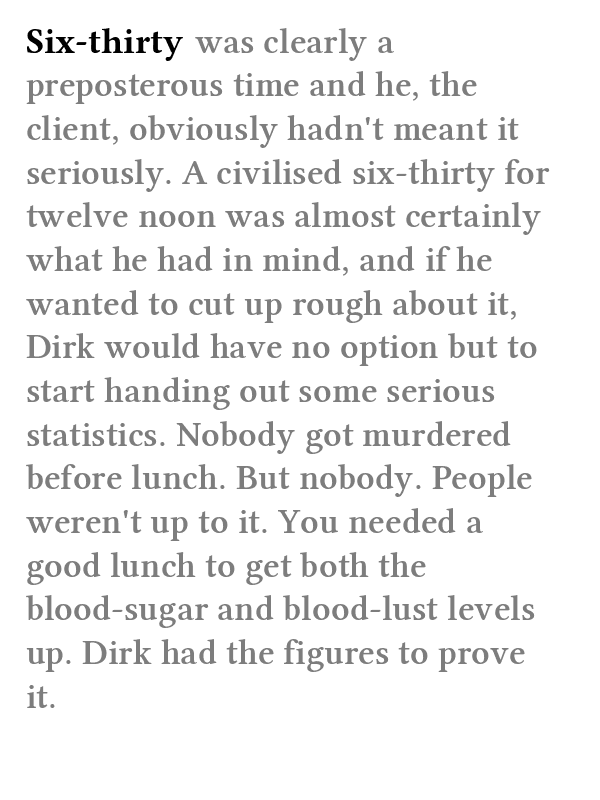 Six-thirty was clearly a
preposterous time and he, the
client, obviously hadn't meant it
seriously. A civilised six-thirty for
twelve noon was almost certainly
what he had in mind, and if he
wanted to cut up rough about it,
Dirk would have no option but to
start handing out some serious
statistics. Nobody got murdered
before lunch. But nobody. People
weren't up to it. You needed a
good lunch to get both the
blood-sugar and blood-lust levels
up. Dirk had the figures to prove
it.